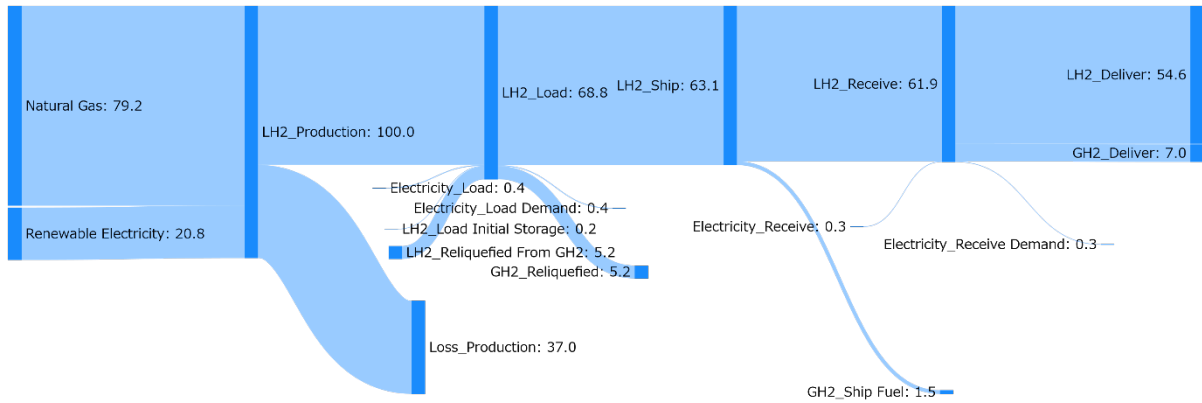 Natural Gas: 79.2
Renewable Electricity: 20.8
LH2_Production: 100.0
Loss_Production: 37.0
LH2_Load: 68.8
Electricity_Load: 0.4
Electricity_Load Demand: 0.4
LH2_Load Initial Storage: 0.2
LH2_Reliquefied From GH2: 5.2
GH2_Reliquefied: 5.2
LH2_Ship: 63.1
LH2_Receive: 61.9
Electricity_Receive: 0.3
Electricity_Receive Demand: 0.3
GH2_Ship Fuel: 1.5
LH2_Deliver: 54.6
GH2_Deliver: 7.0